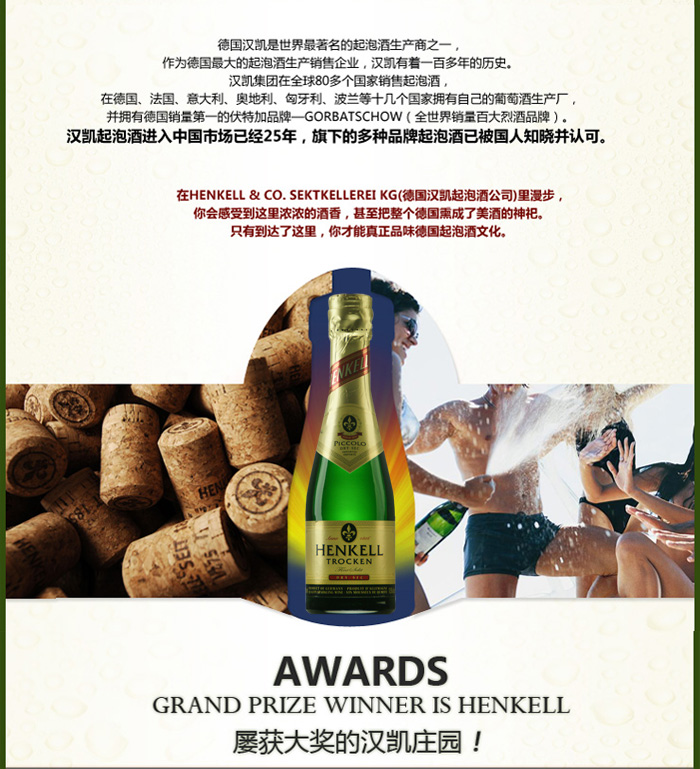 德国汉凯是世界最著名的起泡酒生产商之一，
作为德国最大的起泡酒生产销售企业，汉凯有着一百多年的历史。
汉凯集团在全球80多个国家销售起泡酒，
在德国、法国、意大利、奥地利、匈牙利、波兰等十几个国家拥有自己的葡萄酒生产厂，
并拥有德国销量第一的伏特加品牌—GORBATSCHOW（全世界销量百大烈酒品牌）。
汉凯起泡酒进入中国市场已经25年，旗下的多种品牌起泡酒已被国人知晓并认可。
在HENKELL & CO. SEKTKELLEREI KG(德国汉凯起泡酒公司)里漫步，
你会感受到这里浓浓的酒香，甚至把整个德国熏成了美酒的神祀。
只有到达了这里，你才能真正品味德国起泡酒文化。
HENKELL
PICCOLO
HENKELL
TROCKEN
AWARDS
GRAND PRIZE WINNER IS HENKELL
屡获大奖的汉凯庄园！